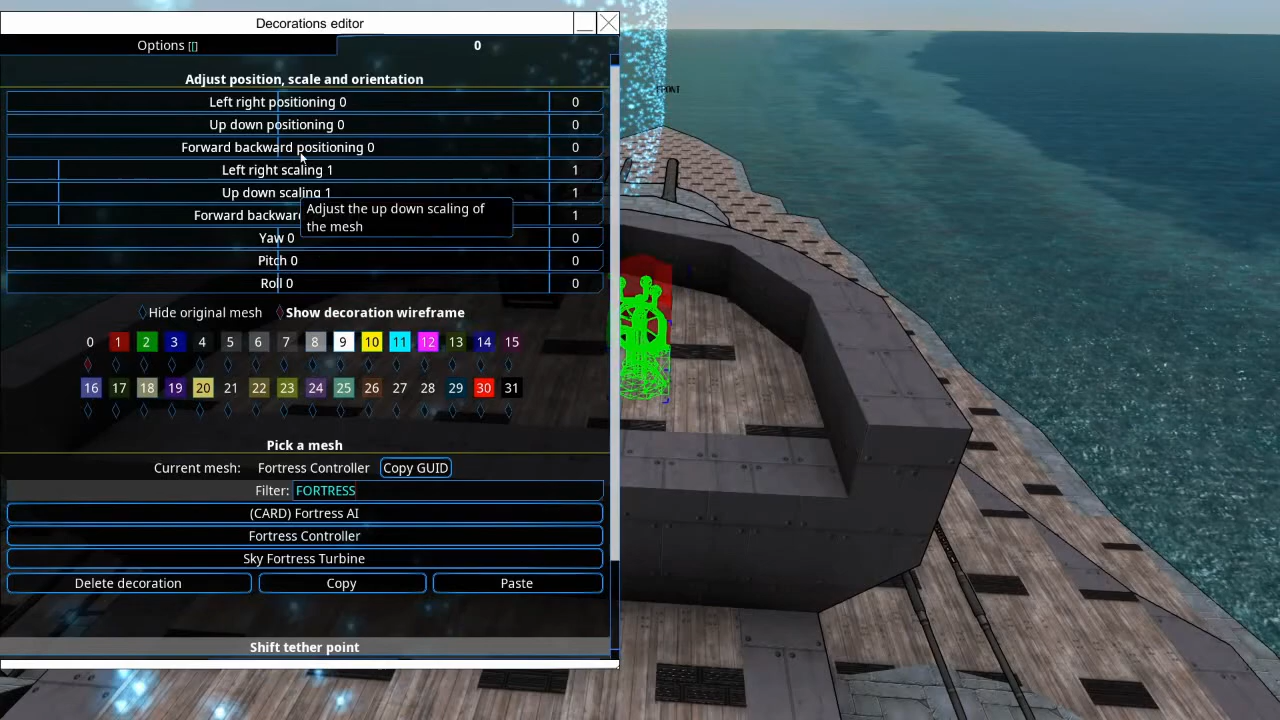 Decorations editor
Options [[]
0
Adjust position, scale and orientation
Left right positioning 0
0
Up down positioning 0
0
Forward backward positioning 0
0
Left right scaling 1
1
Up down scaling 1
1
Forward backward
1
Adjust the up down scaling of
the mesh
Yaw 0
0
Pitch 0
0
Roll 0
0
Hide original mesh
Show decoration wireframe
0 1 2 3 4 5 6 7 8 9 10 11 12 13 14 15
16 17 18 19 20 21 22 23 24 25 26 27 28 29 30 31
Pick a mesh
Current mesh: Fortress Controller Copy GUID
Filter: FORTRESS
(CARD) Fortress AI
Fortress Controller
Sky Fortress Turbine
Delete decoration Copy Paste
Shift tether point